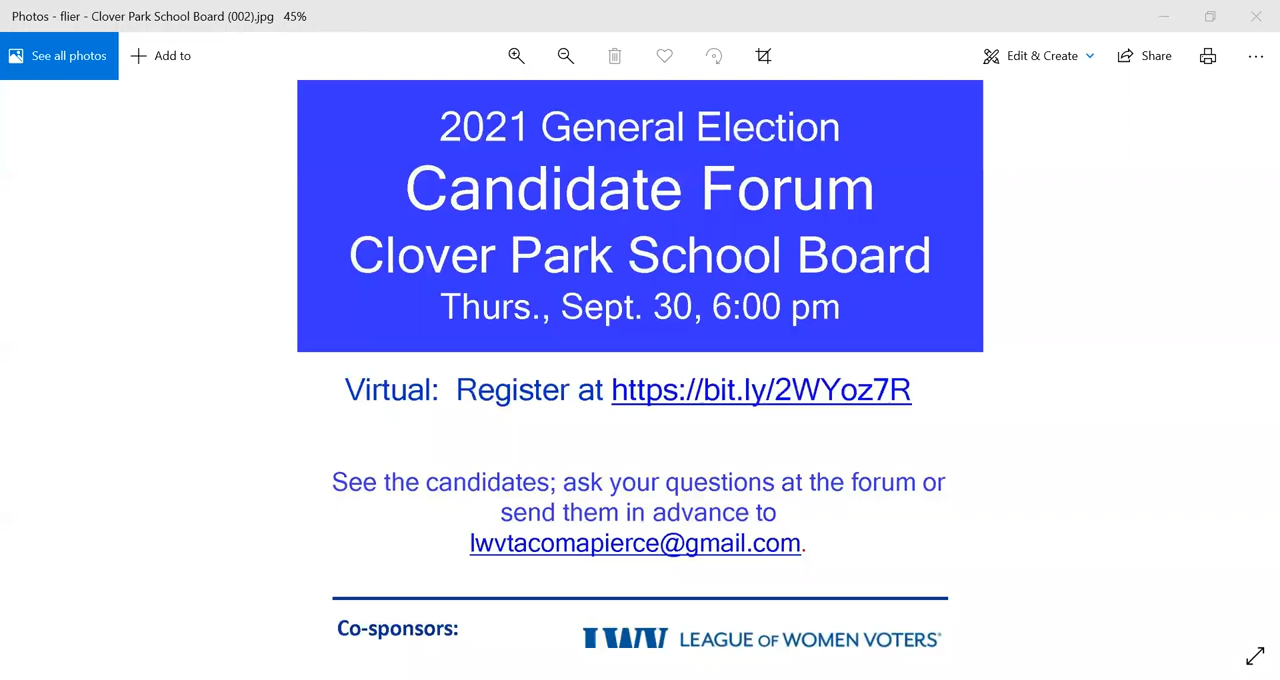 Photos - flier - Clover Park School Board (002).jpg 45%
See all photos
Add to
Edit & Create
Share
2021 General Election
Candidate Forum
Clover Park School Board
Thurs., Sept. 30, 6:00 pm
Virtual: Register at https://bit.ly/2WYoz7R
See the candidates; ask your questions at the forum or
send them in advance to
lwvtacomapierce@gmail.com.
Co-sponsors:
LWV LEAGUE OF WOMEN VOTERS®